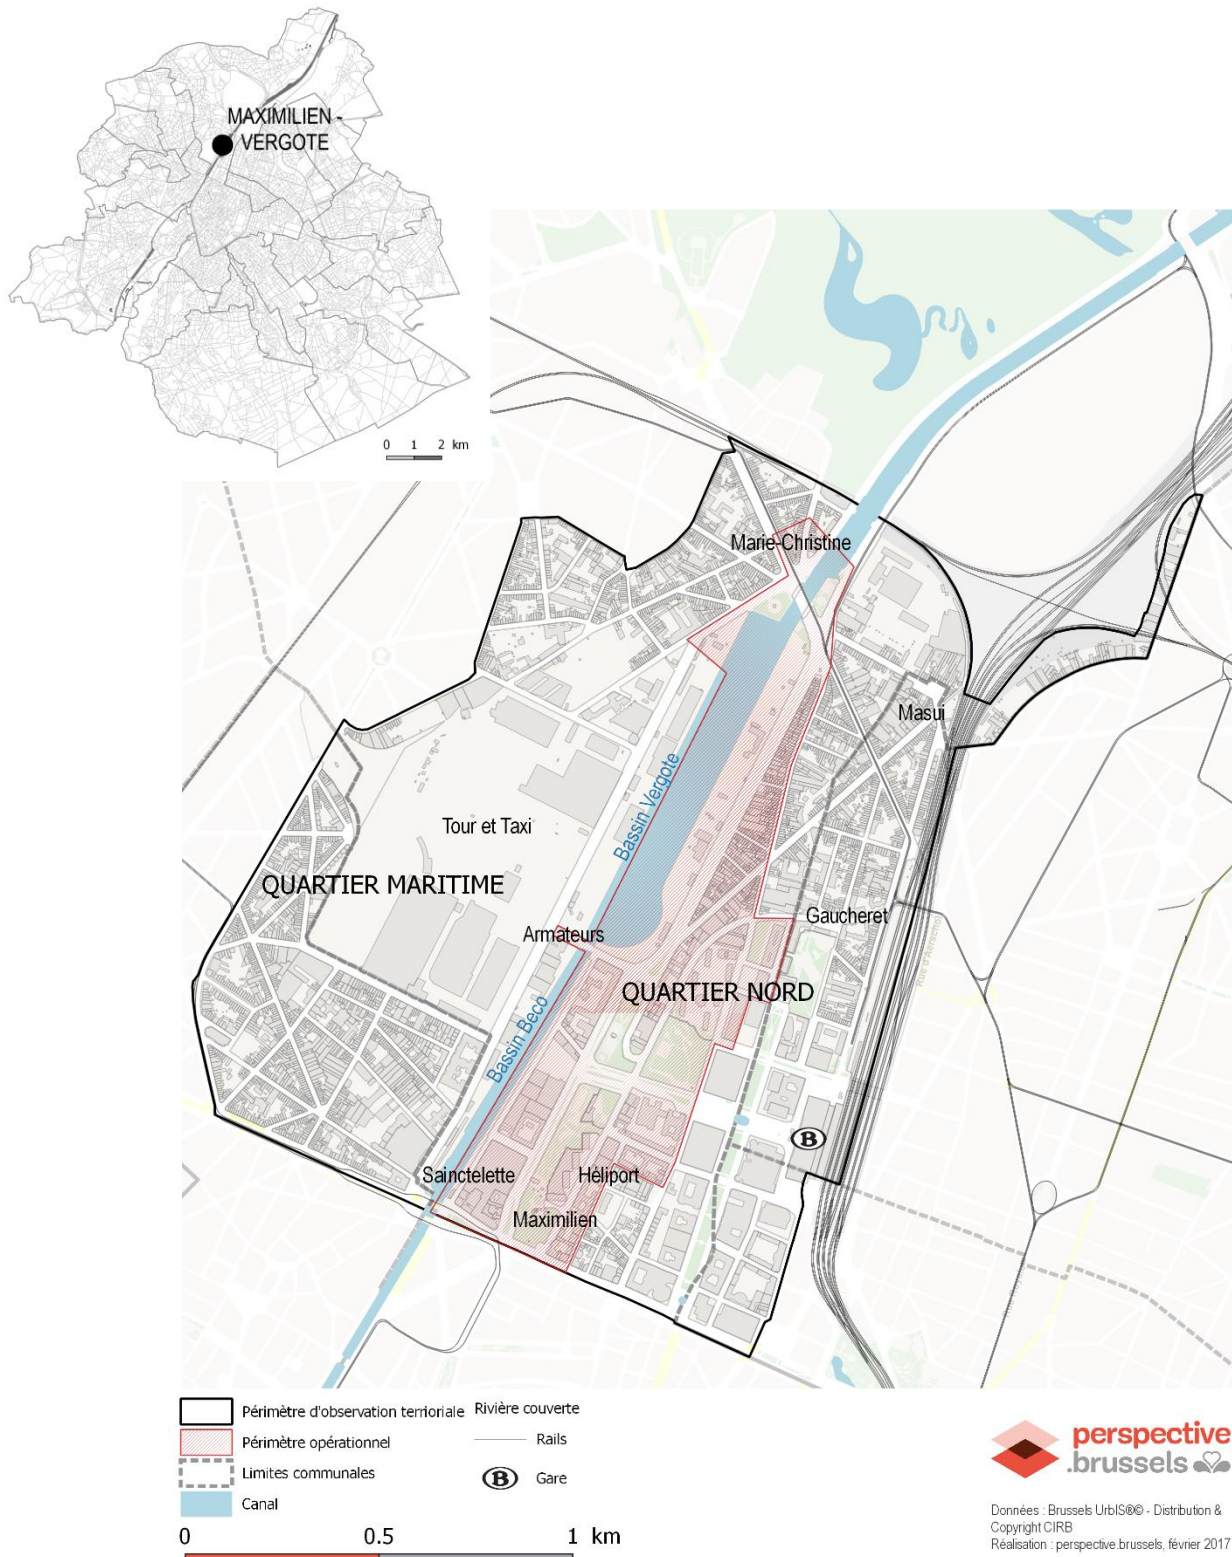 MAXIMILIEN -
VERGOTE
0 1 2 km
Marie-Christine
Masui
Bassin Vergote
Tour et Taxi
QUARTIER MARITIME
Gaucheret
Armateurs
Rue d'Aerschot
QUARTIER NORD
Bassin Beco
B
Sainctelette
Héliport
Maximilien
Périmètre d'observation terrioriale
Périmètre opérationnel
Limites communales
Canal
Rivière couverte
Rails
B Gare
0 0.5 1 km
perspective
.brussels
Données : Brussels UrbIS®© - Distribution &
Copyright CIRB
Réalisation : perspective.brussels, février 2017